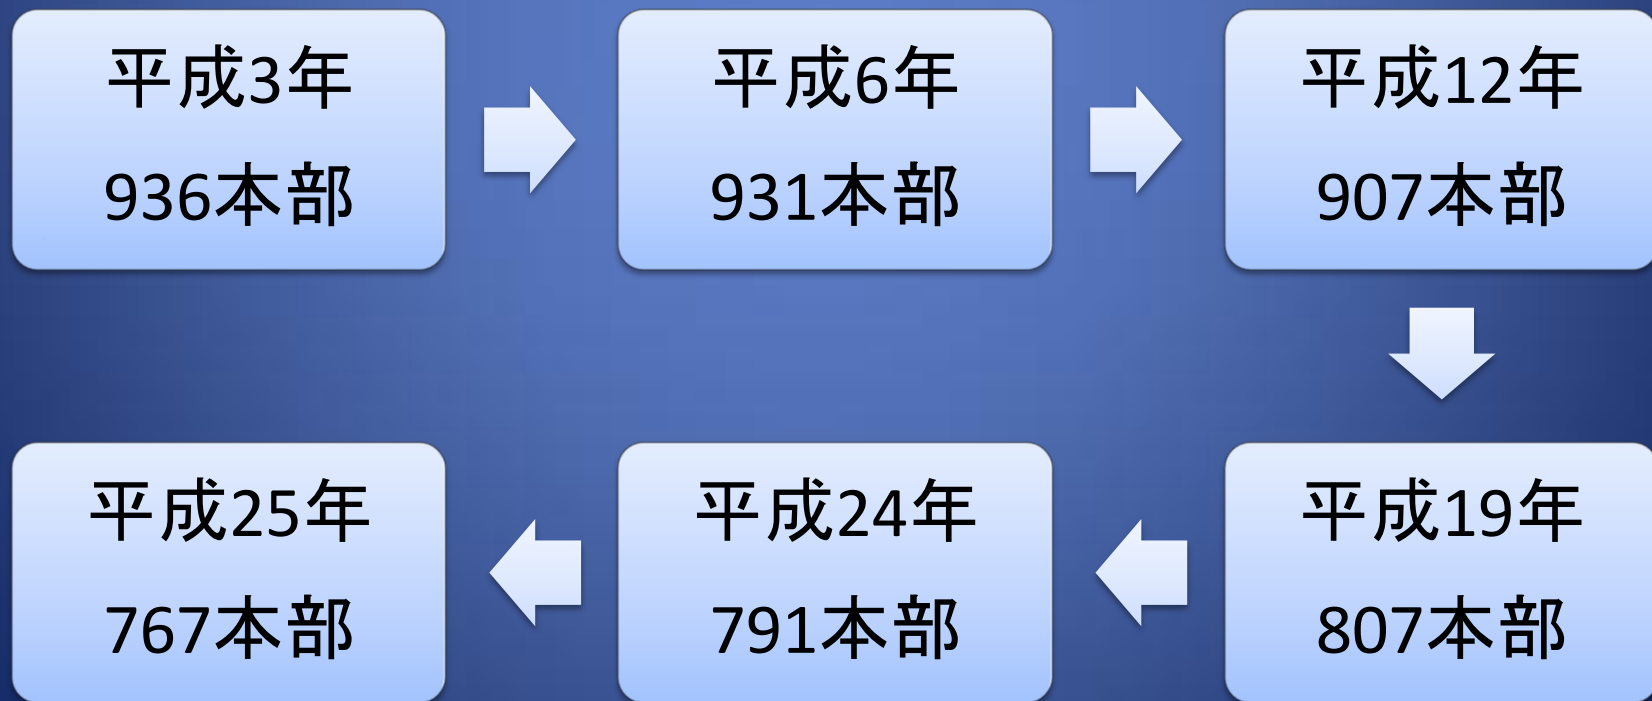 平成3年
936本部
平成6年
931本部
平成12年
907本部
平成19年
807本部
平成24年
791本部
平成25年
767本部